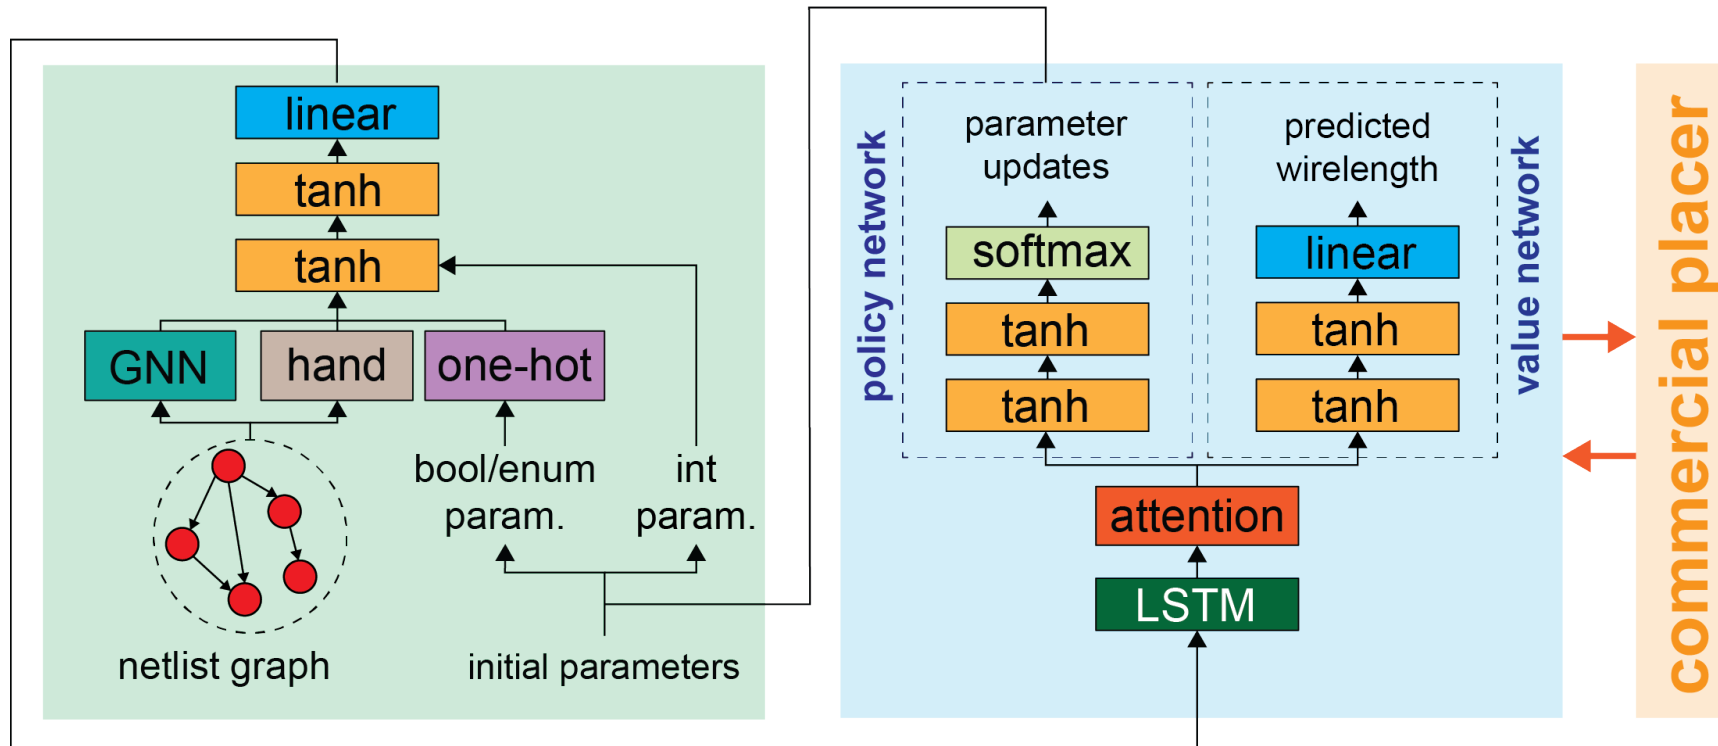 linear
tanh
tanh
GNN
hand
one-hot
bool/enum
param.
int
param.
netlist graph
initial parameters
policy network
parameter
updates
softmax
tanh
tanh
predicted
wirelength
linear
tanh
tanh
value network
attention
LSTM
commercial placer